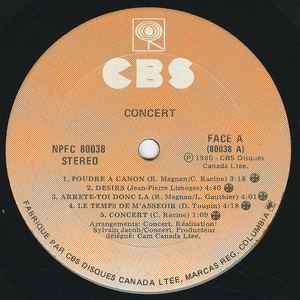 CBS
CONCERT
NPFC 80038
STEREO
FACE A
(80038 A)
Ⓟ 1980 - CBS Disques
Canada Ltee.
1. POUDRE A CANON (R. Magnan/C. Racine) 5:01
2. DESIRS (Jean-Pierre Limoges) 4:40
3. ARRETE-TOI DONC LA (R. Magnan/L. Gauthier) 4:21
4. LE TEMPS DE M'ASSEOIR (D. Toupin) 4:18
5. CONCERT (C. Racine) 1:09
Arrangements: Concert. Réalisation:
Sylvain Jacob/Concert. Producteur
délégué: Cam Canada Ltee.
FABRIQUE PAR CBS DISQUES CANADA LTEE, MARCAS REG. COLUMBIA